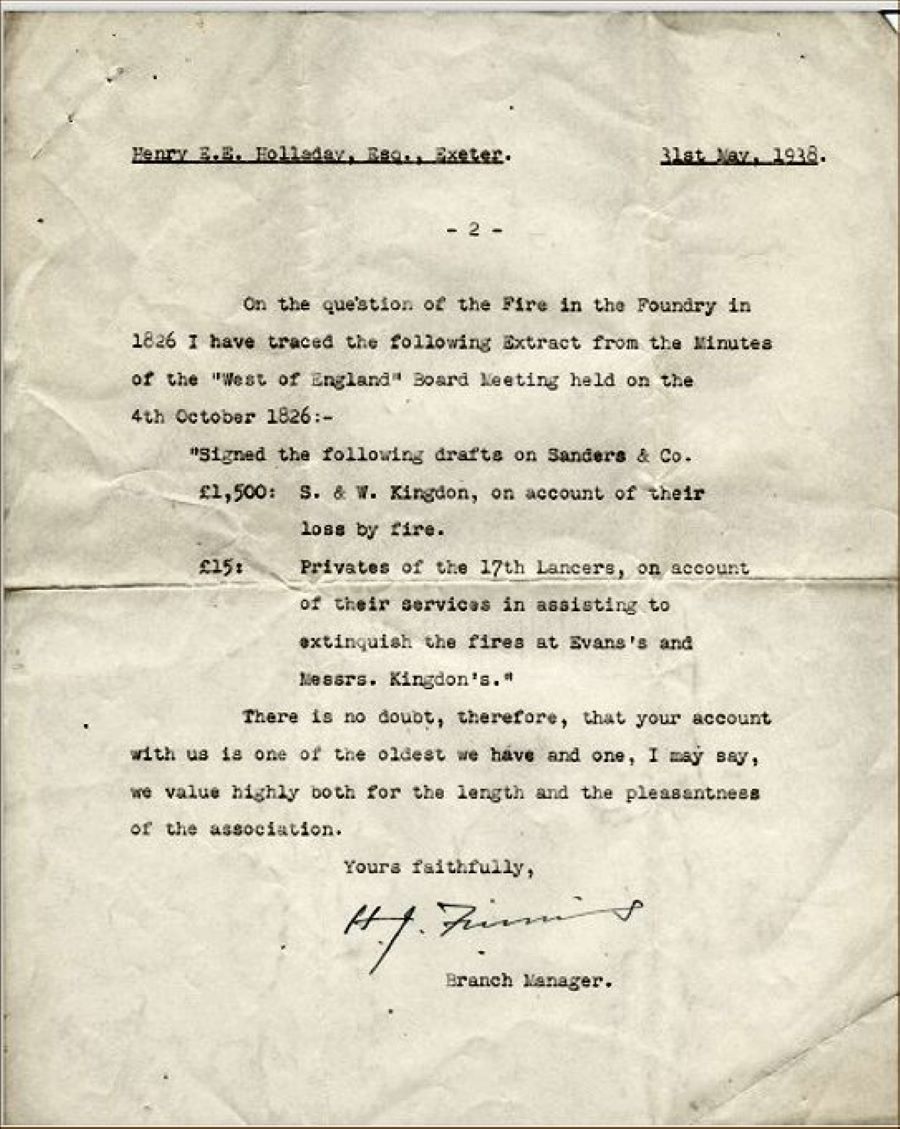 Henry E.E. Holladay, Esq., Exeter. 31st May, 1938.
- 2 -
On the question of the Fire in the Foundry in
1826 I have traced the following Extract from the Minutes
of the "West of England" Board Meeting held on the
4th October 1826:-
"Signed the following drafts on Sanders & Co.
£1,500: S. & W. Kingdon, on account of their
loss by fire.
£15: Privates of the 17th Lancers, on account
of their services in assisting to
extinquish the fires at Evans's and
Messrs. Kingdon's."
There is no doubt, therefore, that your account
with us is one of the oldest we have and one, I may say,
we value highly both for the length and the pleasantness
of the association.
Yours faithfully,
H. J.
Branch Manager.